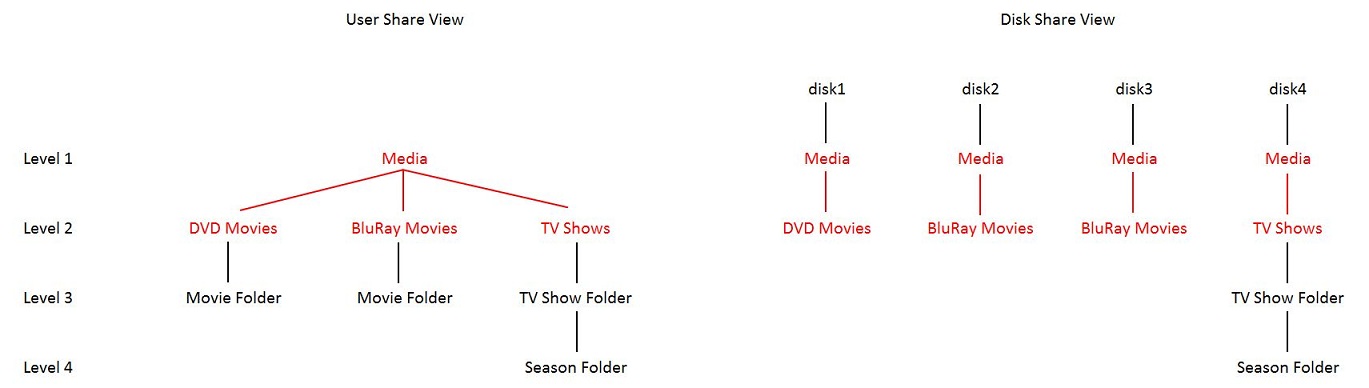 User Share View Disk Share View
disk1 disk2 disk3 disk4
Level 1 Media Media Media Media Media
Level 2 DVD Movies BluRay Movies TV Shows DVD Movies BluRay Movies BluRay Movies TV Shows
Level 3 Movie Folder Movie Folder TV Show Folder TV Show Folder
Level 4 Season Folder Season Folder